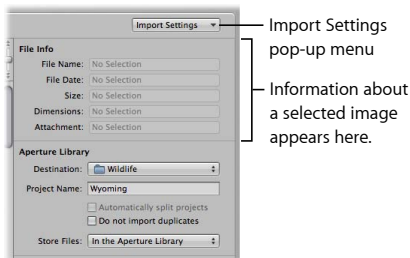 Import Settings
Import Settings
pop-up menu
File Info
File Name: No Selection
File Date: No Selection
Size: No Selection
Dimensions: No Selection
Attachment: No Selection
Information about
a selected image
appears here.
Aperture Library
Destination: Wildlife
Project Name: Wyoming
Automatically split projects
Do not import duplicates
Store Files: In the Aperture Library